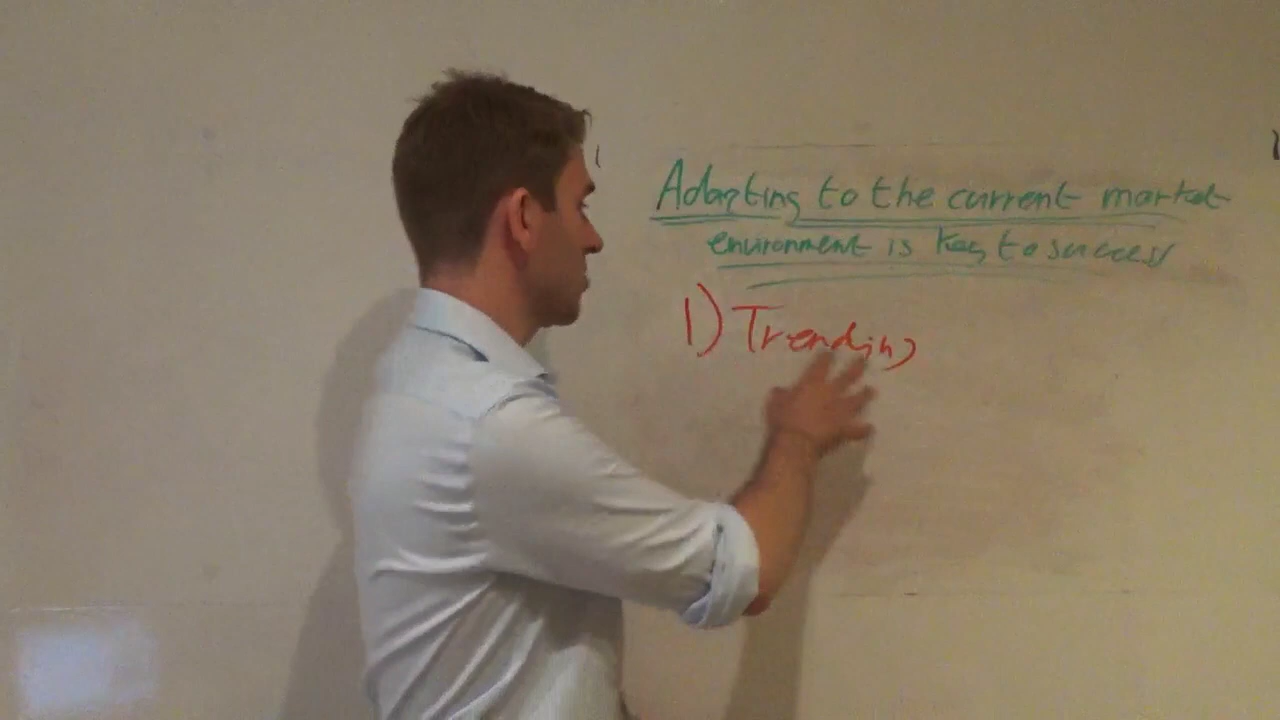 Adapting to the current market
environment is key to success
1) Trending